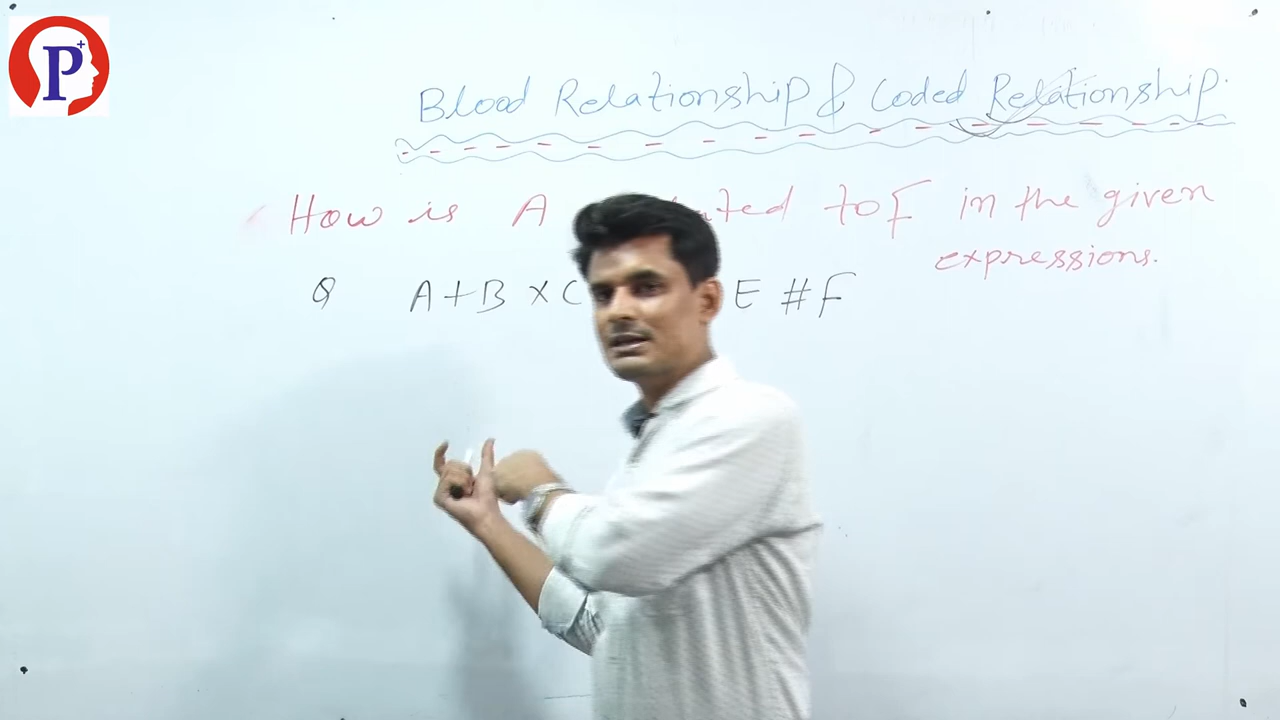 P+
Blood Relationship & Coded Relationship.
How is A to F in the given
expressions.
Q A + B × C E # F